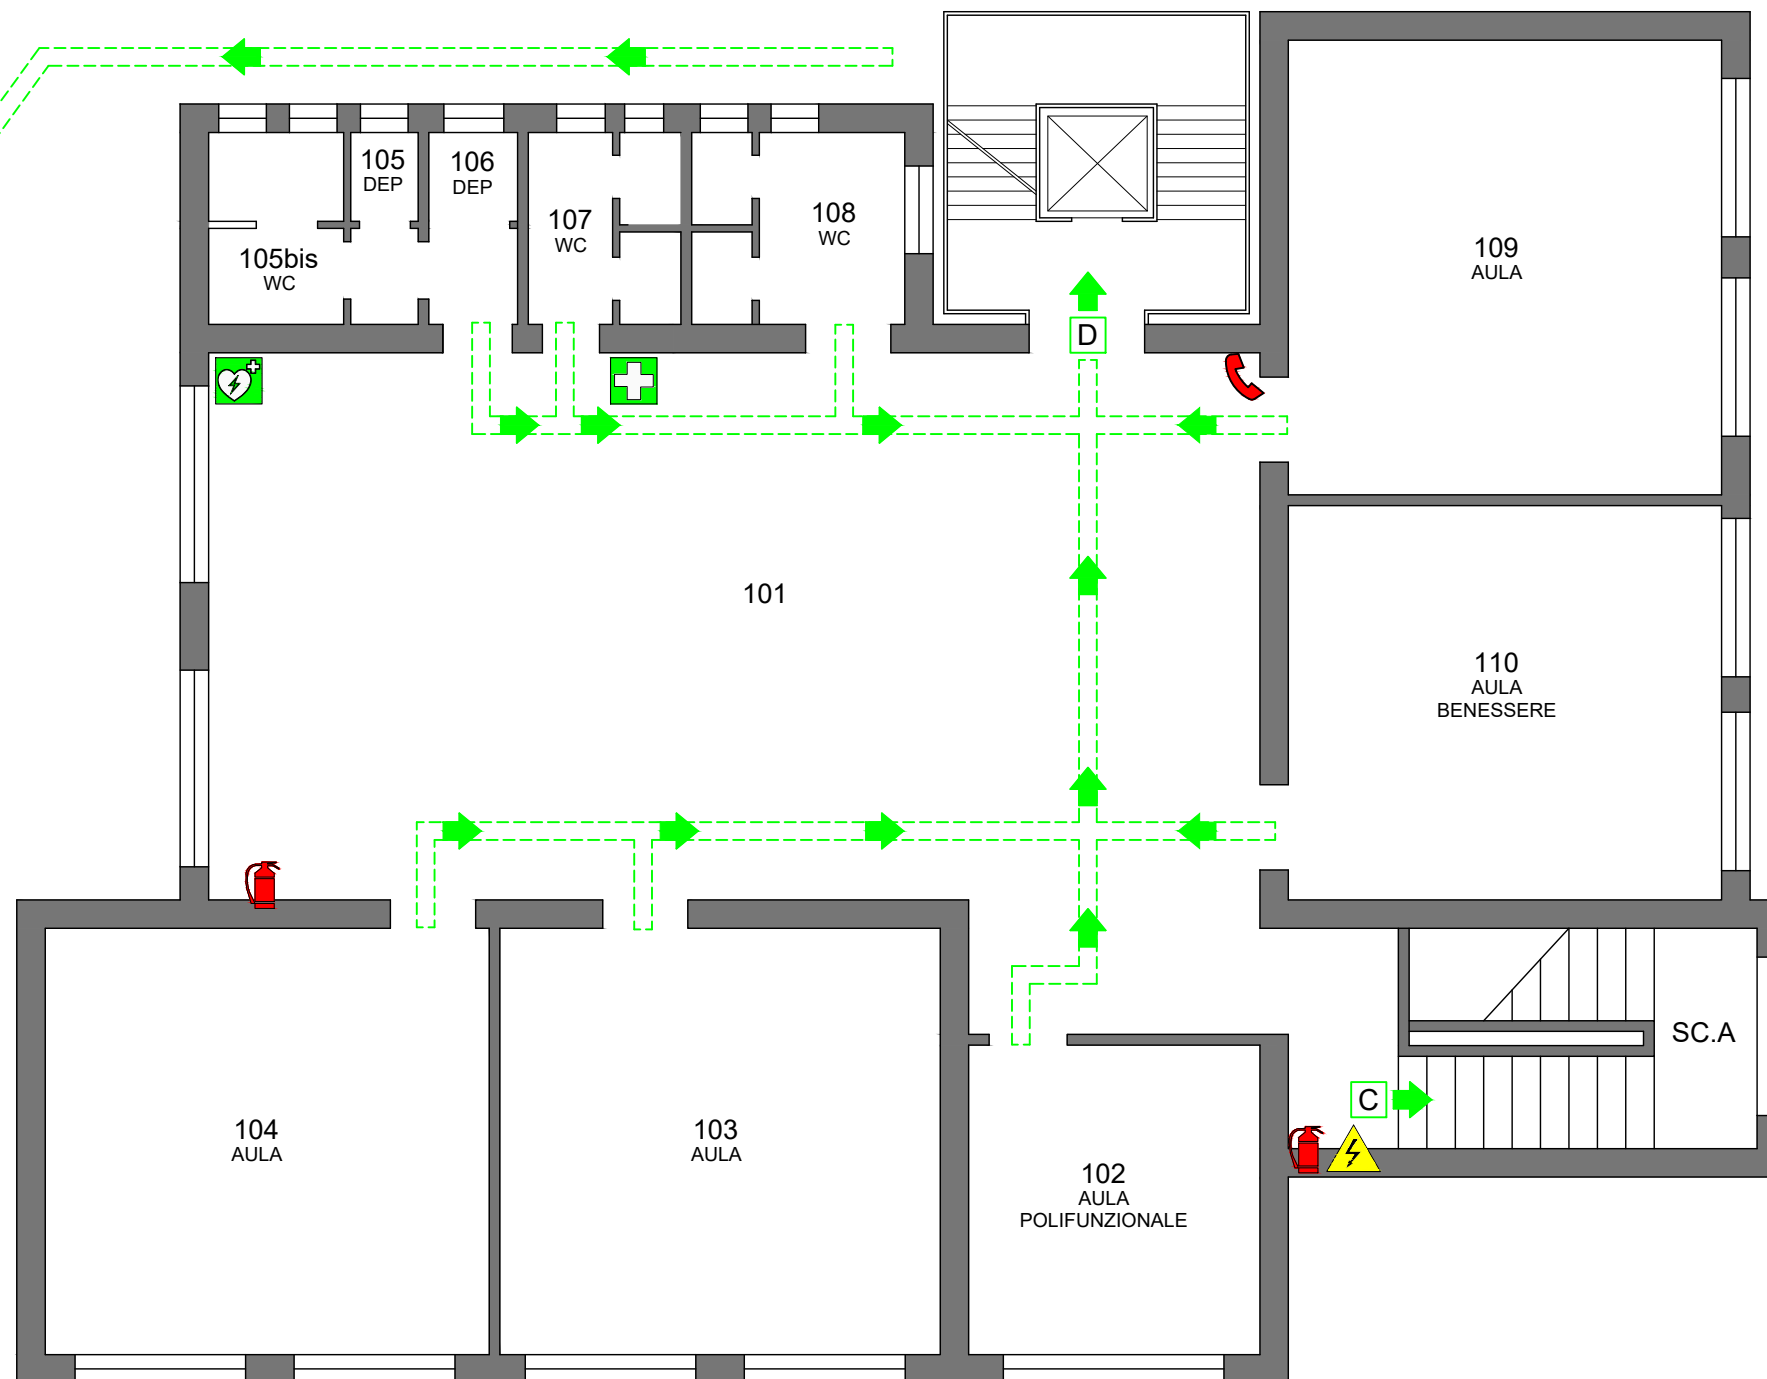 105
DEP
106
DEP
107
WC
108
WC
105bis
WC
109
AULA
D
101
110
AULA
BENESSERE
SC.A
C
104
AULA
103
AULA
102
AULA
POLIFUNZIONALE